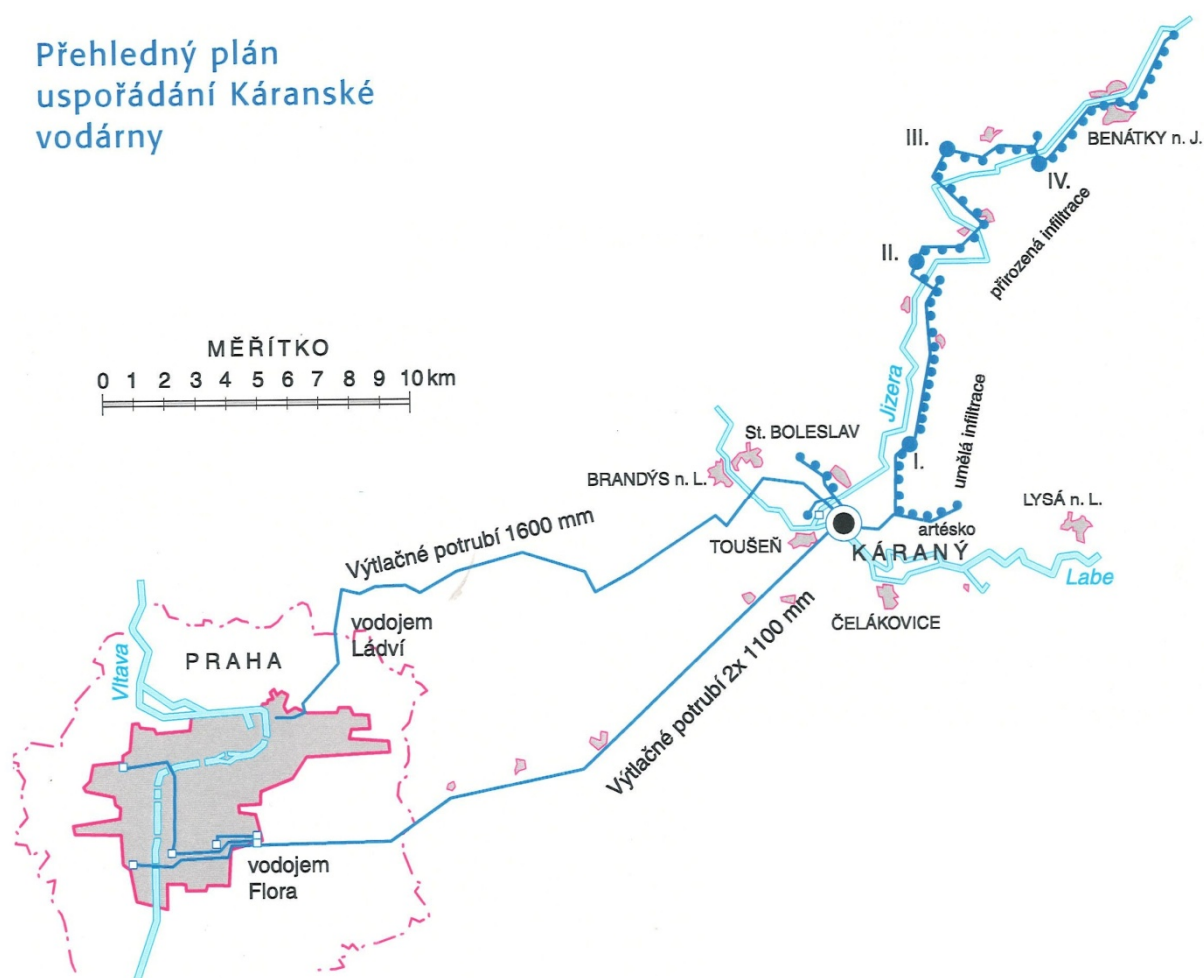 Přehledný plán
uspořádání Káranské
vodárny
III.
BENÁTKY n. J.
IV.
II.
přirozená infiltrace
MĚŘÍTKO
0 1 2 3 4 5 6 7 8 9 10 km
Jizera
St. BOLESLAV
umělá infiltrace
BRANDÝS n. L.
I.
LYSÁ n. L.
Výtlačné potrubí 1600 mm
artésko
TOUŠEŇ
KÁRANÝ
Labe
vodojem
Ládví
ČELÁKOVICE
PRAHA
Vltava
Výtlačné potrubí 2x 1100 mm
vodojem
Flora